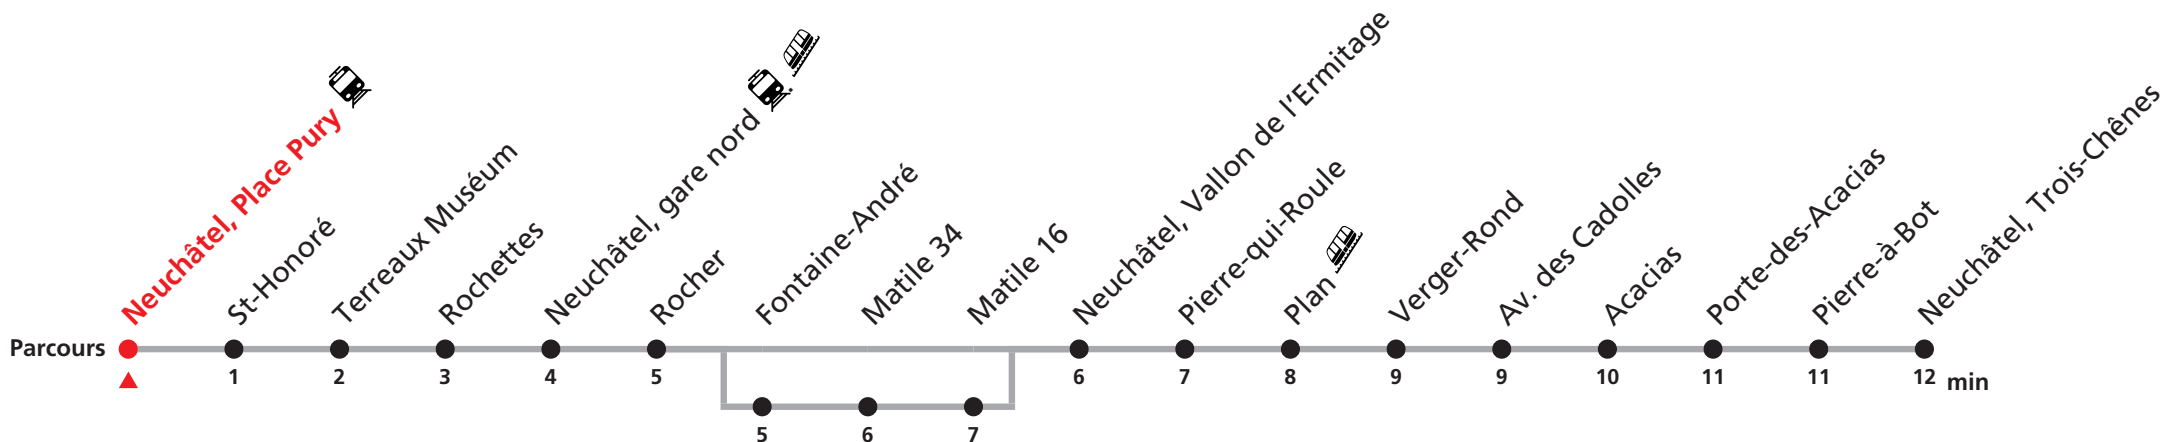 Neuchâtel, Place Pury
St-Honoré
Terreaux Muséum
Rochettes
Neuchâtel, gare nord
Rocher
Fontaine-André
Matile 34
Matile 16
Neuchâtel, Vallon de l'Ermitage
Pierre-qui-Roule
Plan
Verger-Rond
Av. des Cadolles
Acacias
Porte-des-Acacias
Pierre-à-Bot
Neuchâtel, Trois-Chênes
Parcours
1 2 3 4 5 6 7 8 9 9 10 11 11 12 min
5 6 7